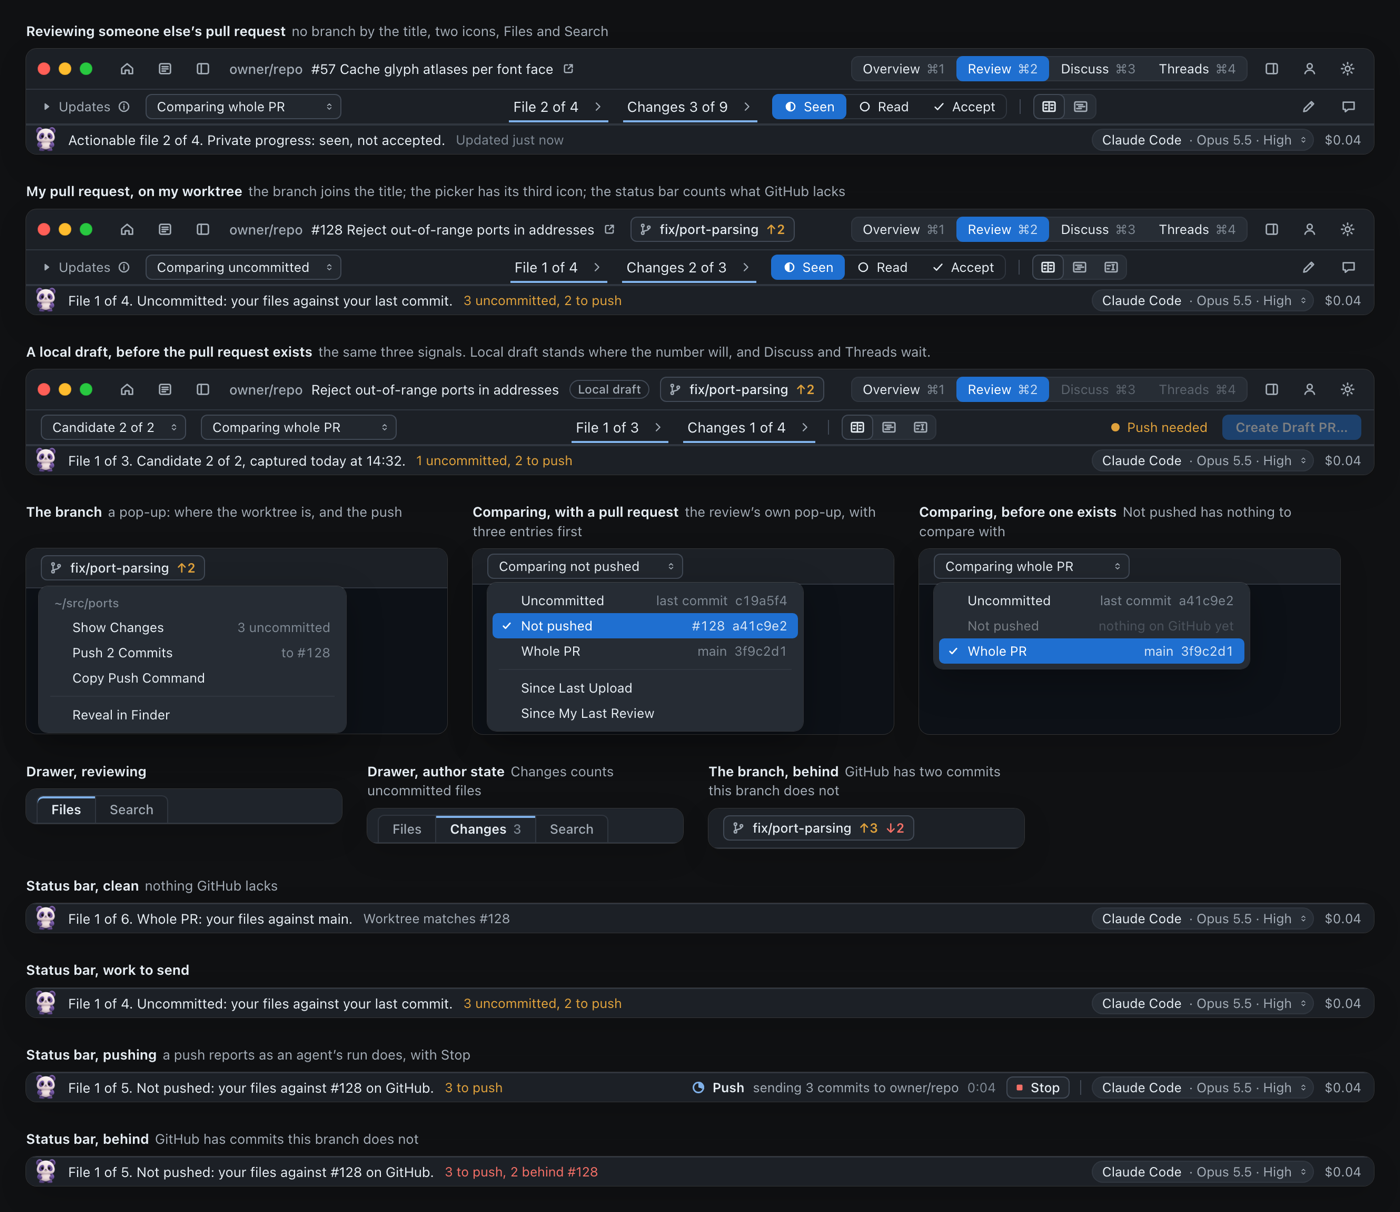 Reviewing someone else’s pull request no branch by the title, two icons, Files and Search
owner/repo #57 Cache glyph atlases per font face Overview ⌘1 Review ⌘2 Discuss ⌘3 Threads ⌘4
Updates Comparing whole PR File 2 of 4 Changes 3 of 9 Seen Read Accept
Actionable file 2 of 4. Private progress: seen, not accepted. Updated just now Claude Code · Opus 5.5 · High $0.04
My pull request, on my worktree the branch joins the title; the picker has its third icon; the status bar counts what GitHub lacks
owner/repo #128 Reject out-of-range ports in addresses fix/port-parsing ↑2 Overview ⌘1 Review ⌘2 Discuss ⌘3 Threads ⌘4
Updates Comparing uncommitted File 1 of 4 Changes 2 of 3 Seen Read Accept
File 1 of 4. Uncommitted: your files against your last commit. 3 uncommitted, 2 to push Claude Code · Opus 5.5 · High $0.04
A local draft, before the pull request exists the same three signals. Local draft stands where the number will, and Discuss and Threads wait.
owner/repo Reject out-of-range ports in addresses Local draft fix/port-parsing ↑2 Overview ⌘1 Review ⌘2 Discuss ⌘3 Threads ⌘4
Candidate 2 of 2 Comparing whole PR File 1 of 3 Changes 1 of 4 Push needed Create Draft PR...
File 1 of 3. Candidate 2 of 2, captured today at 14:32. 1 uncommitted, 2 to push Claude Code · Opus 5.5 · High $0.04
The branch a pop-up: where the worktree is, and the push
fix/port-parsing ↑2
~/src/ports
Show Changes 3 uncommitted
Push 2 Commits to #128
Copy Push Command
Reveal in Finder
Comparing, with a pull request the review’s own pop-up, with
three entries first
Comparing not pushed
Uncommitted last commit c19a5f4
Not pushed #128 a41c9e2
Whole PR main 3f9c2d1
Since Last Upload
Since My Last Review
Comparing, before one exists Not pushed has nothing to
compare with
Comparing whole PR
Uncommitted last commit a41c9e2
Not pushed nothing on GitHub yet
Whole PR main 3f9c2d1
Drawer, reviewing
Files Search
Drawer, author state Changes counts
uncommitted files
Files Changes 3 Search
The branch, behind GitHub has two commits
this branch does not
fix/port-parsing ↑3 ↓2
Status bar, clean nothing GitHub lacks
File 1 of 6. Whole PR: your files against main. Worktree matches #128 Claude Code · Opus 5.5 · High $0.04
Status bar, work to send
File 1 of 4. Uncommitted: your files against your last commit. 3 uncommitted, 2 to push Claude Code · Opus 5.5 · High $0.04
Status bar, pushing a push reports as an agent’s run does, with Stop
File 1 of 5. Not pushed: your files against #128 on GitHub. 3 to push Push sending 3 commits to owner/repo 0:04 Stop Claude Code · Opus 5.5 · High $0.04
Status bar, behind GitHub has commits this branch does not
File 1 of 5. Not pushed: your files against #128 on GitHub. 3 to push, 2 behind #128 Claude Code · Opus 5.5 · High $0.04